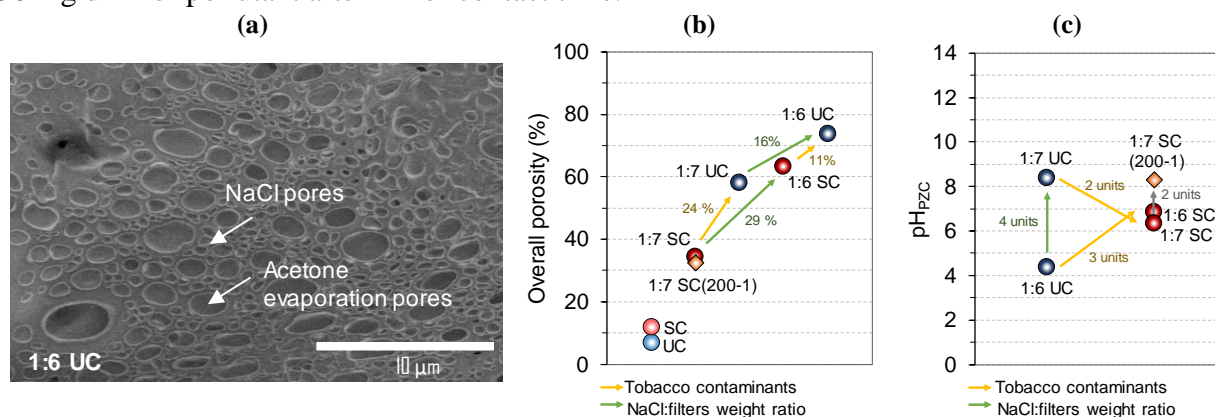 (a)
(b)
(c)
NaCl pores
Acetone
evaporation pores
1:6 UC
10 μm
Overall porosity (%)
100
80
60
40
20
0
1:6 UC
16%
11%
1:7 UC
1:6 SC
24 %
29 %
1:7 SC
1:7 SC(200-1)
SC
UC
Tobacco contaminants
NaCl:filters weight ratio
pHPZC
14
12
10
8
6
4
2
0
1:7 SC
(200-1)
1:7 UC
2 units
2 units
1:6 SC
1:7 SC
4 units
3 units
1:6 UC
Tobacco contaminants
NaCl:filters weight ratio